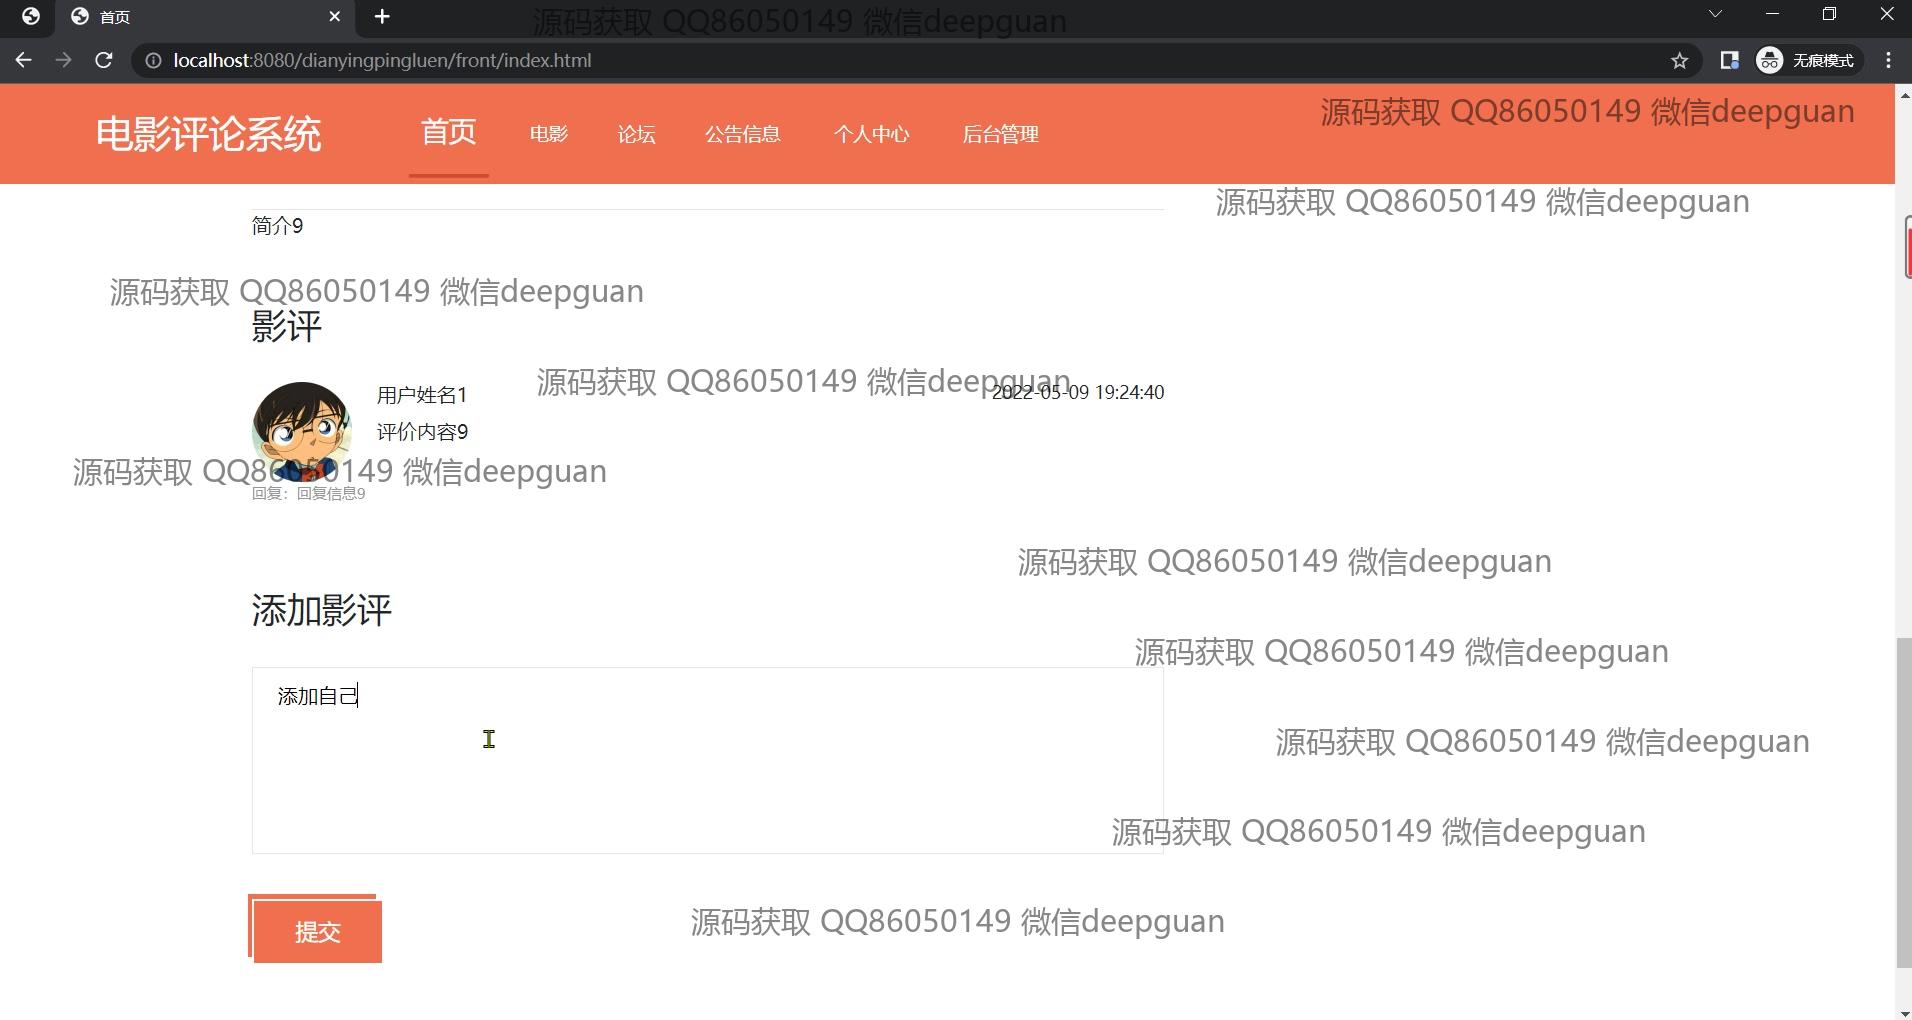 首页
源码获取 QQ86050149 微信deepguan
localhost:8080/dianyingpingluen/front/index.html
无痕模式
电影评论系统
首页
电影
论坛
公告信息
个人中心
后台管理
源码获取 QQ86050149 微信deepguan
源码获取 QQ86050149 微信deepguan
简介9
源码获取 QQ86050149 微信deepguan
影评
源码获取 QQ86050149 微信deepguan
用户姓名1
2022-05-09 19:24:40
评价内容9
源码获取 QQ86050149 微信deepguan
回复：回复信息9
源码获取 QQ86050149 微信deepguan
添加影评
源码获取 QQ86050149 微信deepguan
添加自己
源码获取 QQ86050149 微信deepguan
源码获取 QQ86050149 微信deepguan
提交
源码获取 QQ86050149 微信deepguan